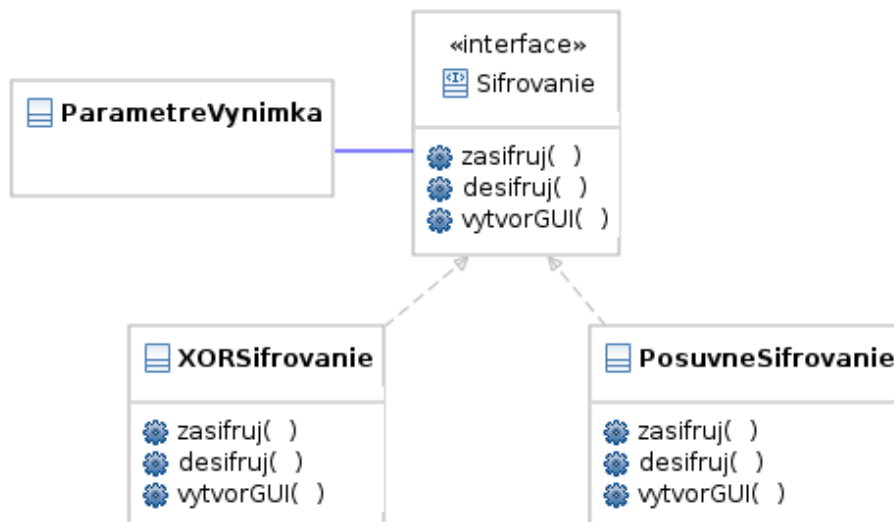 «interface»
Sifrovanie
ParametreVynimka
zasifruj( )
desifruj( )
vytvorGUI( )
XORSifrovanie
zasifruj( )
desifruj( )
vytvorGUI( )
PosuvneSifrovanie
zasifruj( )
desifruj( )
vytvorGUI( )